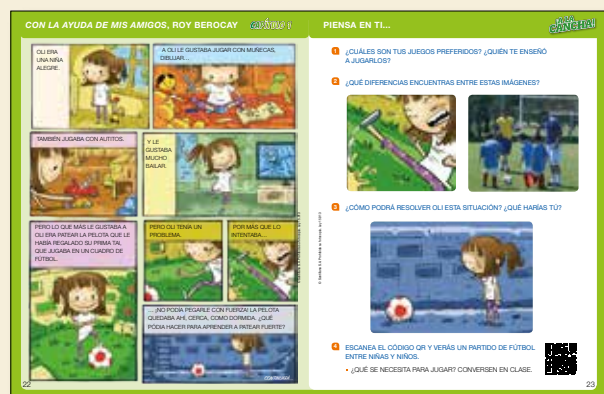 CON LA AYUDA DE MIS AMIGOS, ROY BEROCAY
OLI ERA
UNA NIÑA
ALEGRE.
A OLI LE GUSTABA JUGAR CON MUÑECAS,
DIBUJAR...
TAMBIÉN JUGABA CON AUTITOS.
Y LE
GUSTABA
MUCHO
BAILAR.
PERO LO QUE MÁS LE GUSTABA A
OLI ERA PATEAR LA PELOTA QUE LE
HABÍA REGALADO SU PRIMA TAI,
QUE JUGABA EN UN CUADRO DE
FÚTBOL.
PERO OLI TENÍA UN
PROBLEMA.
POR MÁS QUE LO
INTENTABA...
... ¡NO PODÍA PEGARLE CON FUERZA! LA PELOTA
QUEDABA AHÍ, CERCA, COMO DORMIDA. ¿QUÉ
PODÍA HACER PARA APRENDER A PATEAR FUERTE?
22
PIENSA EN TI...
1 ¿CUÁLES SON TUS JUEGOS PREFERIDOS? ¿QUIÉN TE ENSEÑÓ
A JUGARLOS?
2 ¿QUÉ DIFERENCIAS ENCUENTRAS ENTRE ESTAS IMÁGENES?
3 ¿CÓMO PODRÁ RESOLVER OLI ESTA SITUACIÓN? ¿QUÉ HARÍAS TÚ?
4 ESCANEA EL CÓDIGO QR Y VERÁS UN PARTIDO DE FÚTBOL
ENTRE NIÑAS Y NIÑOS.
• ¿QUÉ SE NECESITA PARA JUGAR? CONVERSEN EN CLASE.
23